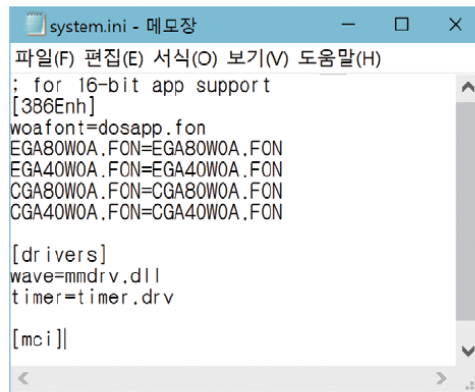 system.ini - 메모장
파일(F) 편집(E) 서식(O) 보기(V) 도움말(H)
; for 16-bit app support
[386Enh]
woafont=dosapp.fon
EGA80WOA.FON=EGA80WOA.FON
EGA40WOA.FON=EGA40WOA.FON
CGA80WOA.FON=CGA80WOA.FON
CGA40WOA.FON=CGA40WOA.FON
[drivers]
wave=mmdrv.dll
timer=timer.drv
[mci]